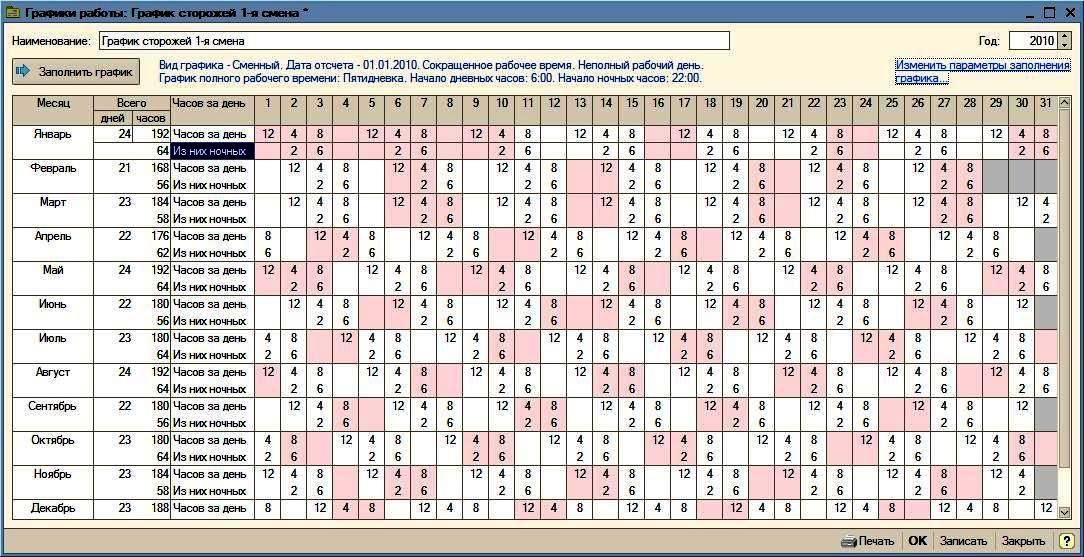 Графики работы: График сторожей 1-я смена *
Наименование: График сторожей 1-я смена Год: 2010
Заполнить график
Вид графика - Сменный. Дата отсчета - 01.01.2010. Сокращенное рабочее время. Неполный рабочий день.
График полного рабочего времени: Пятидневка. Начало дневных часов: 6:00. Начало ночных часов: 22:00.
Изменить параметры заполнения
графика...
Месяц Всего Часов за день 1 2 3 4 5 6 7 8 9 10 11 12 13 14 15 16 17 18 19 20 21 22 23 24 25 26 27 28 29 30 31
дней часов
Январь 24 192 Часов за день 12 4 8 12 4 8 12 4 8 12 4 8 12 4 8 12 4 8 12 4 8 12 4 8
64 Из них ночных 2 6 2 6 2 6 2 6 2 6 2 6 2 6 2 6
Февраль 21 168 Часов за день 12 4 8 12 4 8 12 4 8 12 4 8 12 4 8 12 4 8 12 4 8
56 Из них ночных 2 6 2 6 2 6 2 6 2 6 2 6 2 6
Март 23 184 Часов за день 12 4 8 12 4 8 12 4 8 12 4 8 12 4 8 12 4 8 12 4 8 12 4
58 Из них ночных 2 6 2 6 2 6 2 6 2 6 2 6 2 6 2
Апрель 22 176 Часов за день 8 12 4 8 12 4 8 12 4 8 12 4 8 12 4 8 12 4 8 12 4 8
62 Из них ночных 6 2 6 2 6 2 6 2 6 2 6 2 6 2 6
Май 24 192 Часов за день 12 4 8 12 4 8 12 4 8 12 4 8 12 4 8 12 4 8 12 4 8 12 4 8
64 Из них ночных 2 6 2 6 2 6 2 6 2 6 2 6 2 6 2 6
Июнь 22 180 Часов за день 12 4 8 12 4 8 12 4 8 12 4 8 12 4 8 12 4 8 12 4 8 12
56 Из них ночных 2 6 2 6 2 6 2 6 2 6 2 6 2 6
Июль 23 180 Часов за день 4 8 12 4 8 12 4 8 12 4 8 12 4 8 12 4 8 12 4 8 12 4 8
64 Из них ночных 2 6 2 6 2 6 2 6 2 6 2 6 2 6 2 6
Август 24 192 Часов за день 12 4 8 12 4 8 12 4 8 12 4 8 12 4 8 12 4 8 12 4 8 12 4 8
64 Из них ночных 2 6 2 6 2 6 2 6 2 6 2 6 2 6 2 6
Сентябрь 22 180 Часов за день 12 4 8 12 4 8 12 4 8 12 4 8 12 4 8 12 4 8 12 4 8 12
56 Из них ночных 2 6 2 6 2 6 2 6 2 6 2 6 2 6
Октябрь 23 180 Часов за день 4 8 12 4 8 12 4 8 12 4 8 12 4 8 12 4 8 12 4 8 12 4 8
64 Из них ночных 2 6 2 6 2 6 2 6 2 6 2 6 2 6 2 6
Ноябрь 23 184 Часов за день 12 4 8 12 4 8 12 4 8 12 4 8 12 4 8 12 4 8 12 4 8 12 4
58 Из них ночных 2 6 2 6 2 6 2 6 2 6 2 6 2 6 2
Декабрь 23 188 Часов за день 8 12 4 8 12 4 8 12 4 8 12 4 8 12 4 8 12 4 8 12 4 8 12
Печать OK Записать Закрыть ?